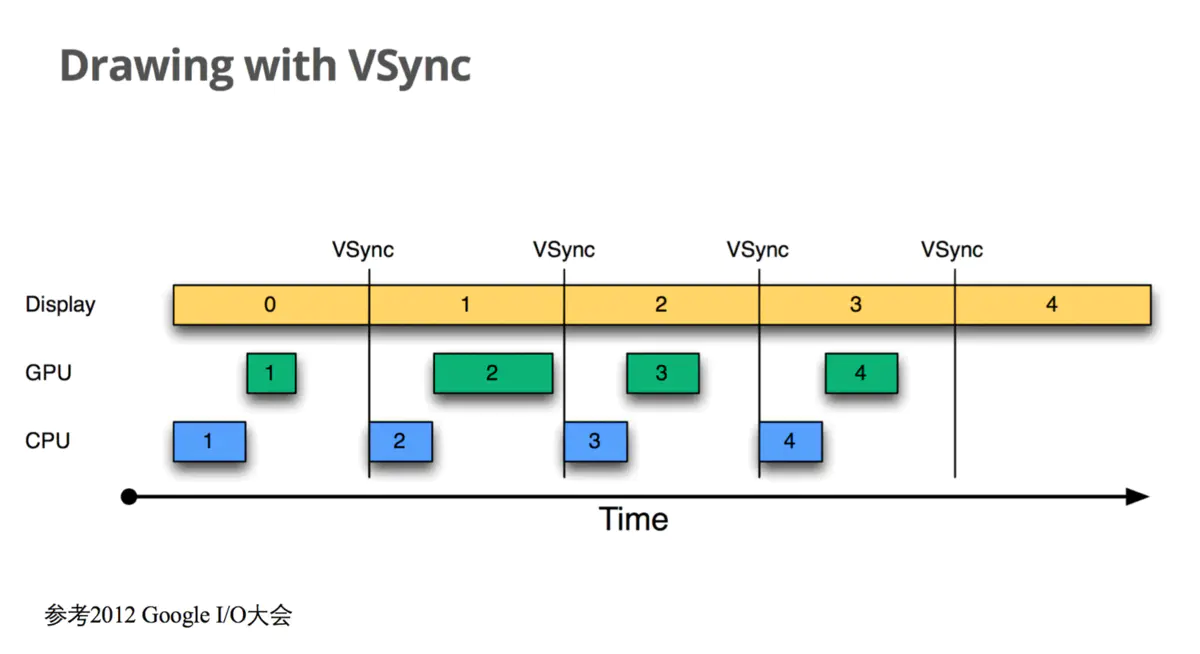 Drawing with VSync
VSync VSync VSync VSync
Display 0 1 2 3 4
GPU 1 2 3 4
CPU 1 2 3 4
Time
参考2012 Google I/O大会